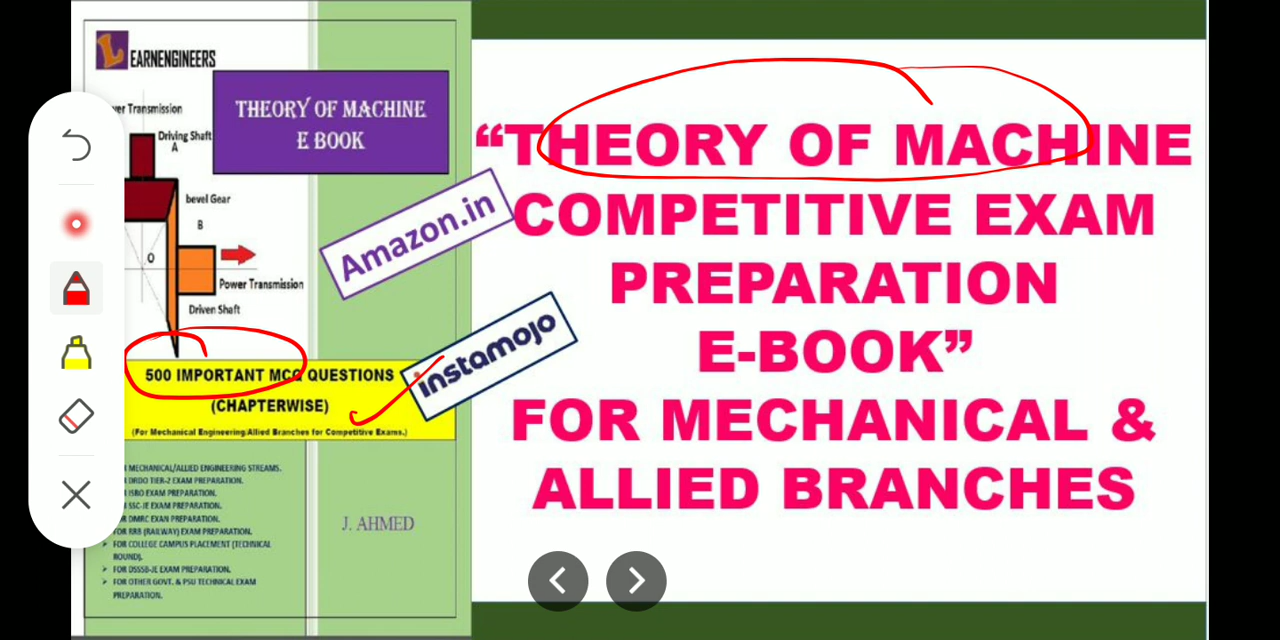 LEARNENGINEERS
THEORY OF MACHINE
E BOOK
wer Transmission
Driving Shaft
A
bevel Gear
B
O
Power Transmission
Driven Shaft
500 IMPORTANT MCQ QUESTIONS
(CHAPTERWISE)
(For Mechanical Engineering/Allied Branches for Competitive Exams.)
MECHANICAL/ALLIED ENGINEERING STREAMS.
DRDO TIER-2 EXAM PREPARATION.
ISRO EXAM PREPARATION.
SSC-JE EXAM PREPARATION.
DMRC EXAN PREPARATION.
FOR RRB (RAILWAY) EXAM PREPARATION.
➢ FOR COLLEGE CAMPUS PLACEMENT (TECHNICAL
ROUND).
➢ FOR DSSSB-JE EXAM PREPARATION.
➢ FOR OTHER GOVT. & PSU TECHNICAL EXAM
PREPARATION.
J. AHMED
Amazon.in
instamojo
“THEORY OF MACHINE
COMPETITIVE EXAM
PREPARATION
E-BOOK”
FOR MECHANICAL &
ALLIED BRANCHES